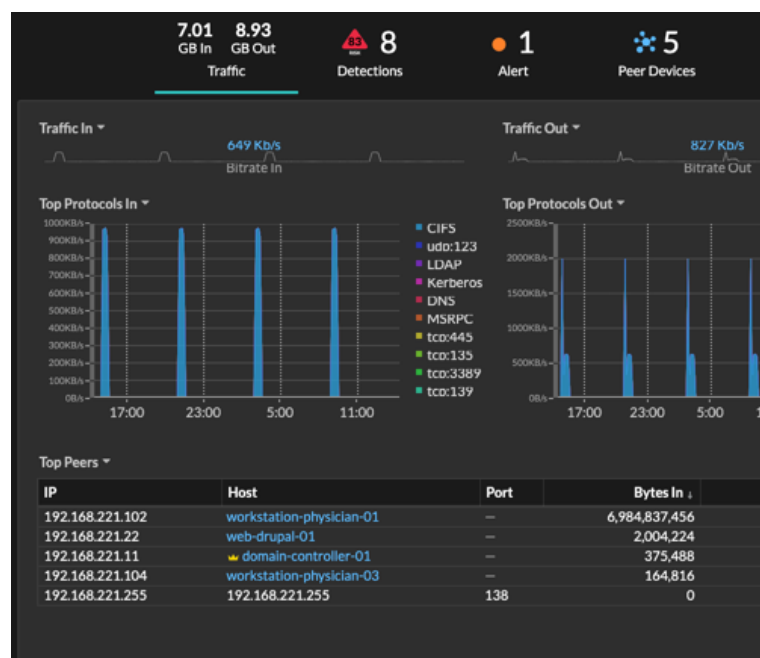 7.01 8.93 83 8 1 5
GB In GB Out RISK
Traffic Detections Alert Peer Devices
Traffic In Traffic Out
649 Kb/s 827 Kb/s
Bitrate In Bitrate Out
Top Protocols In Top Protocols Out
1000KB/s
900KB/s
800KB/s
700KB/s
600KB/s
500KB/s
400KB/s
300KB/s
200KB/s
100KB/s
0B/s
17:00 23:00 5:00 11:00
CIFS
udp:123
LDAP
Kerberos
DNS
MSRPC
tcp:445
tcp:135
tcp:3389
tcp:139
2500KB/s
2000KB/s
1500KB/s
1000KB/s
500KB/s
0B/s
17:00 23:00 5:00 1
Top Peers
IP Host Port Bytes In ↓
192.168.221.102 workstation-physician-01 — 6,984,837,456
192.168.221.22 web-drupal-01 — 2,004,224
192.168.221.11 domain-controller-01 — 375,488
192.168.221.104 workstation-physician-03 — 164,816
192.168.221.255 192.168.221.255 138 0